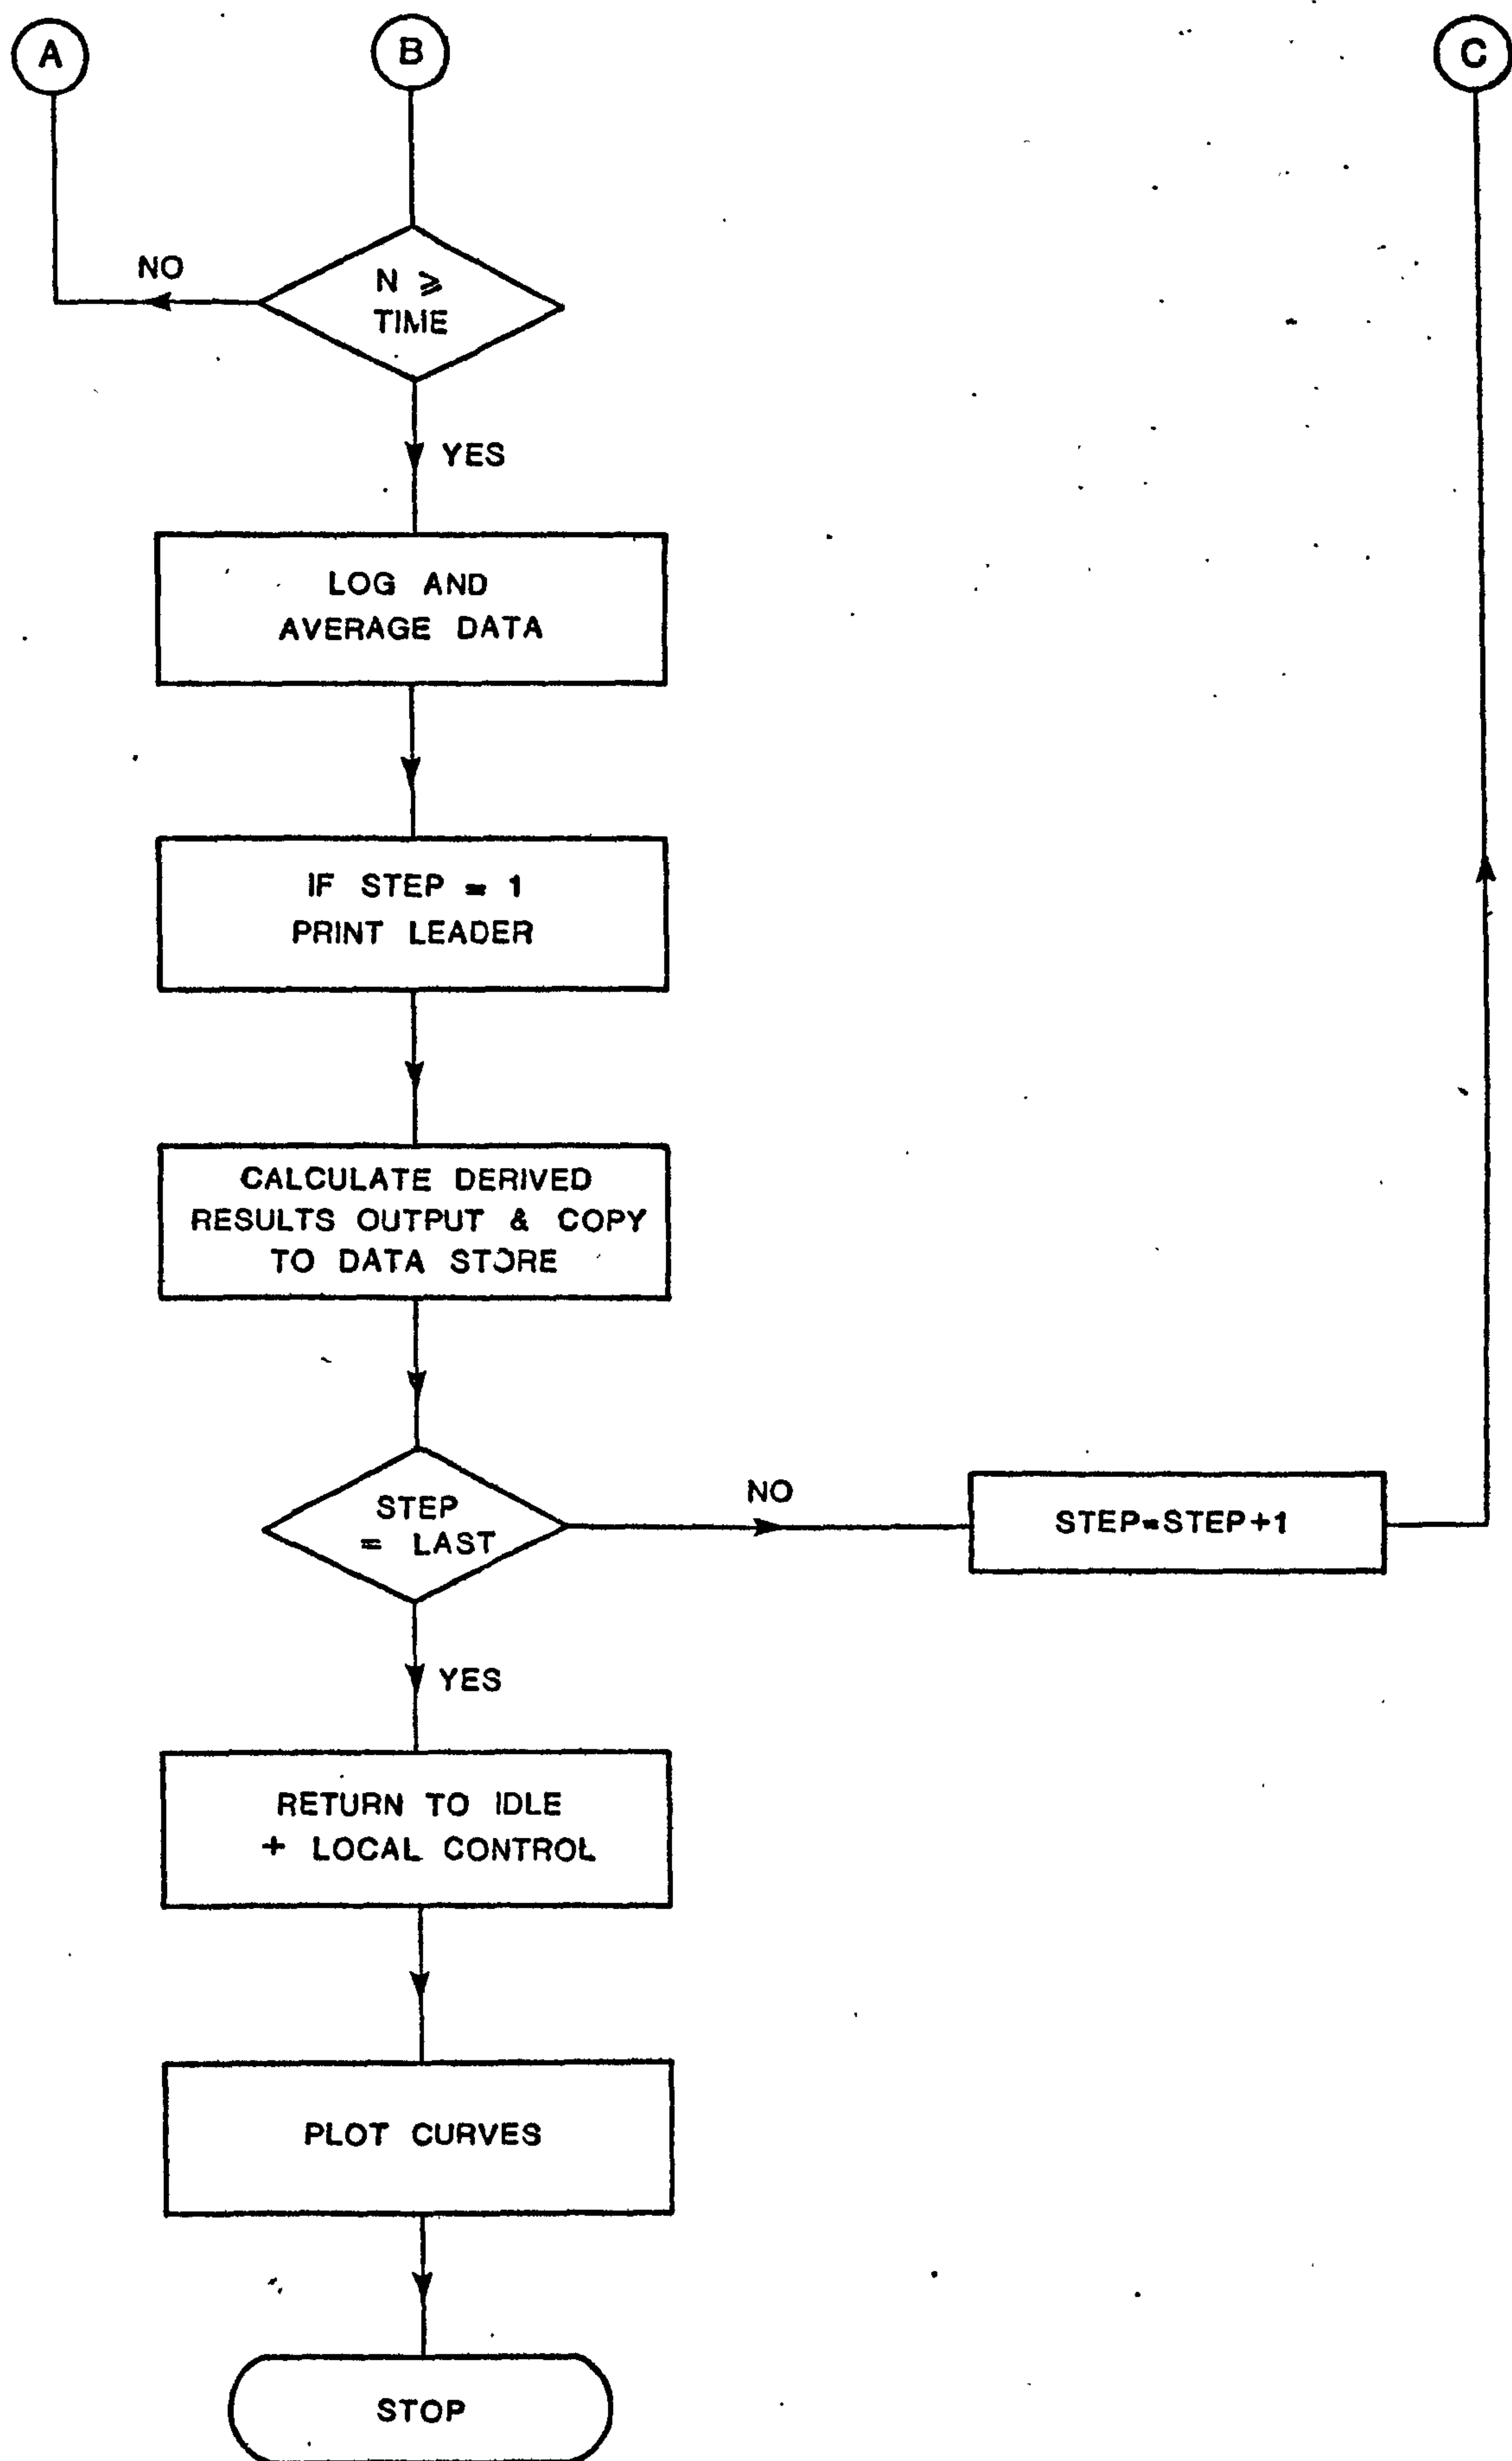 A
B
C
NO
N ⩾
TIME
YES
LOG AND
AVERAGE DATA
IF STEP = 1
PRINT LEADER
CALCULATE DERIVED
RESULTS OUTPUT & COPY
TO DATA STORE
STEP
= LAST
NO
STEP=STEP+1
YES
RETURN TO IDLE
+ LOCAL CONTROL
PLOT CURVES
STOP